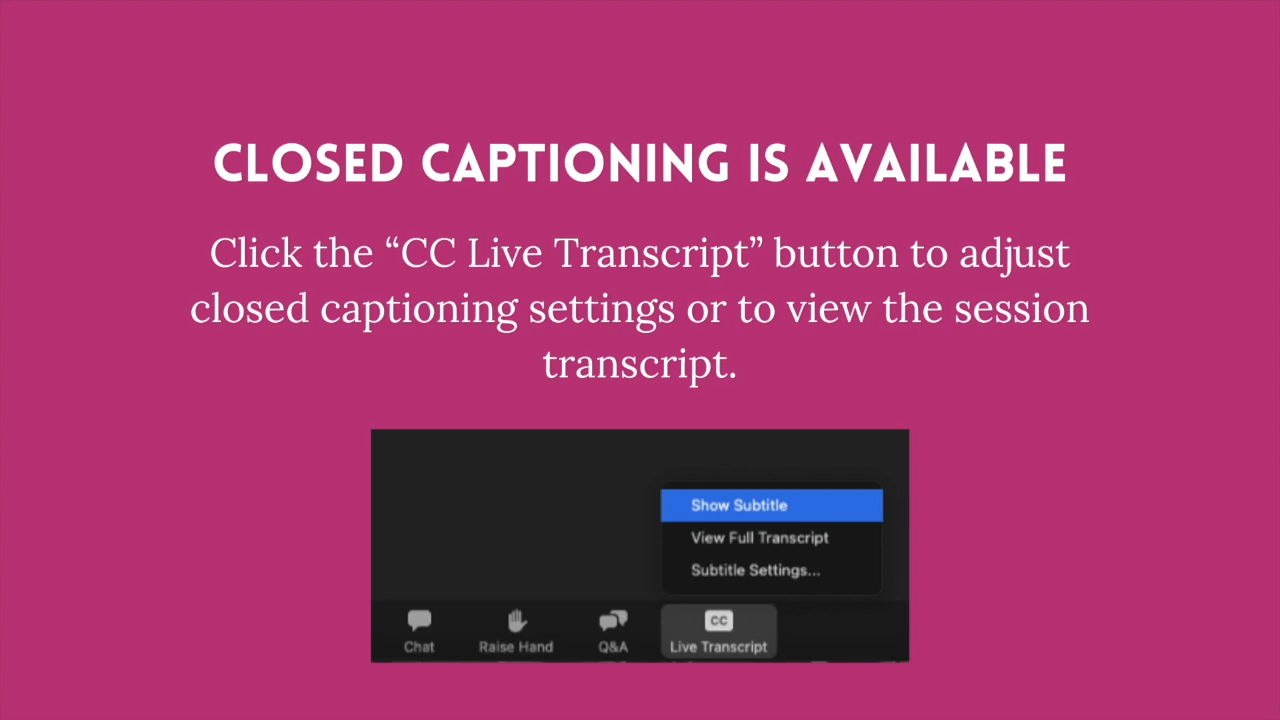 CLOSED CAPTIONING IS AVAILABLE
Click the “CC Live Transcript” button to adjust
closed captioning settings or to view the session
transcript.
Show Subtitle
View Full Transcript
Subtitle Settings...
CC
Chat
Raise Hand
Q&A
Live Transcript